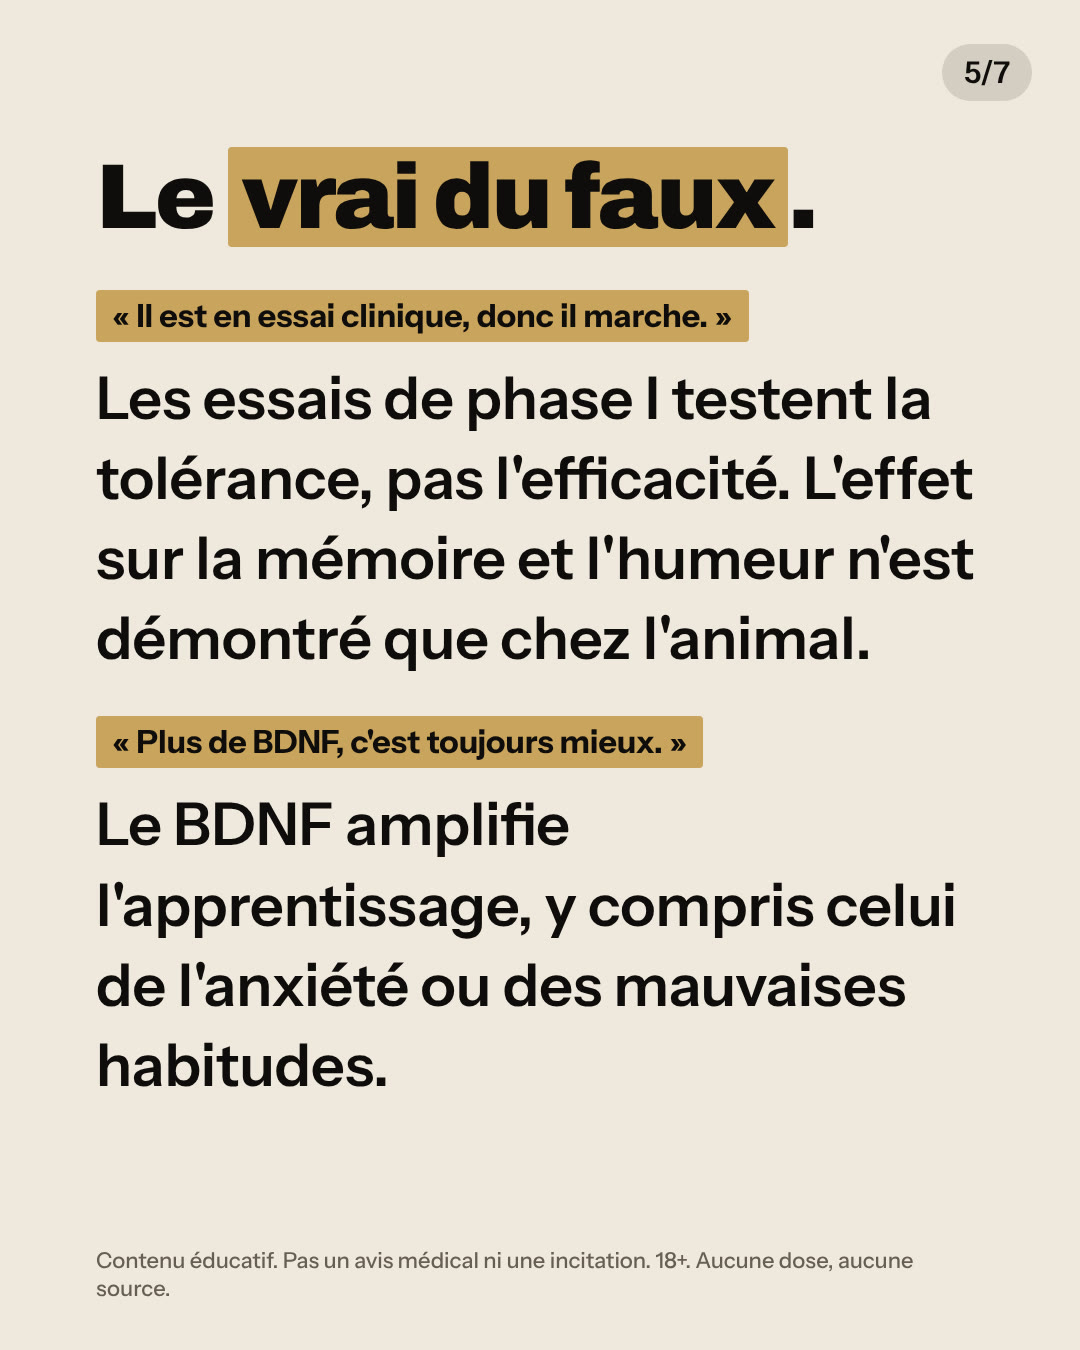 5/7
Le vrai du faux.
« Il est en essai clinique, donc il marche. »
Les essais de phase I testent la
tolérance, pas l'efficacité. L'effet
sur la mémoire et l'humeur n'est
démontré que chez l'animal.
« Plus de BDNF, c'est toujours mieux. »
Le BDNF amplifie
l'apprentissage, y compris celui
de l'anxiété ou des mauvaises
habitudes.
Contenu éducatif. Pas un avis médical ni une incitation. 18+. Aucune dose, aucune
source.